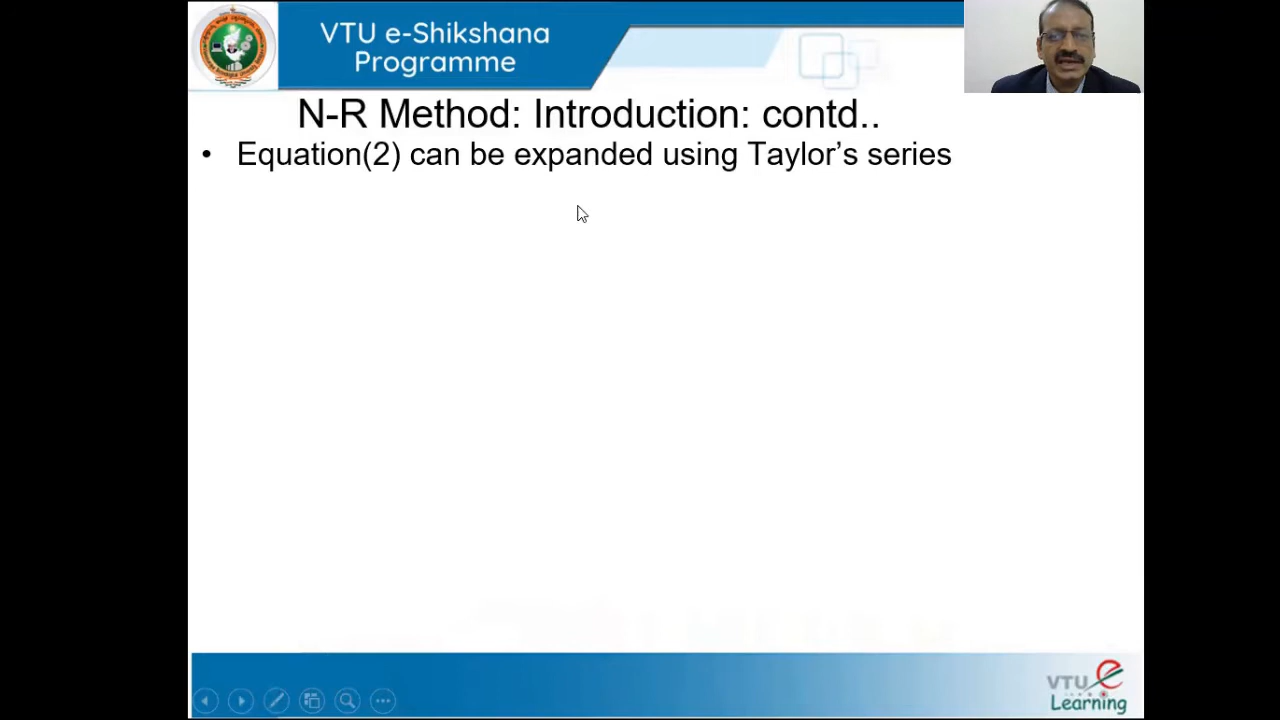 VTU e-Shikshana
Programme
N-R Method: Introduction: contd..
• Equation(2) can be expanded using Taylor’s series
VTU e
Learning